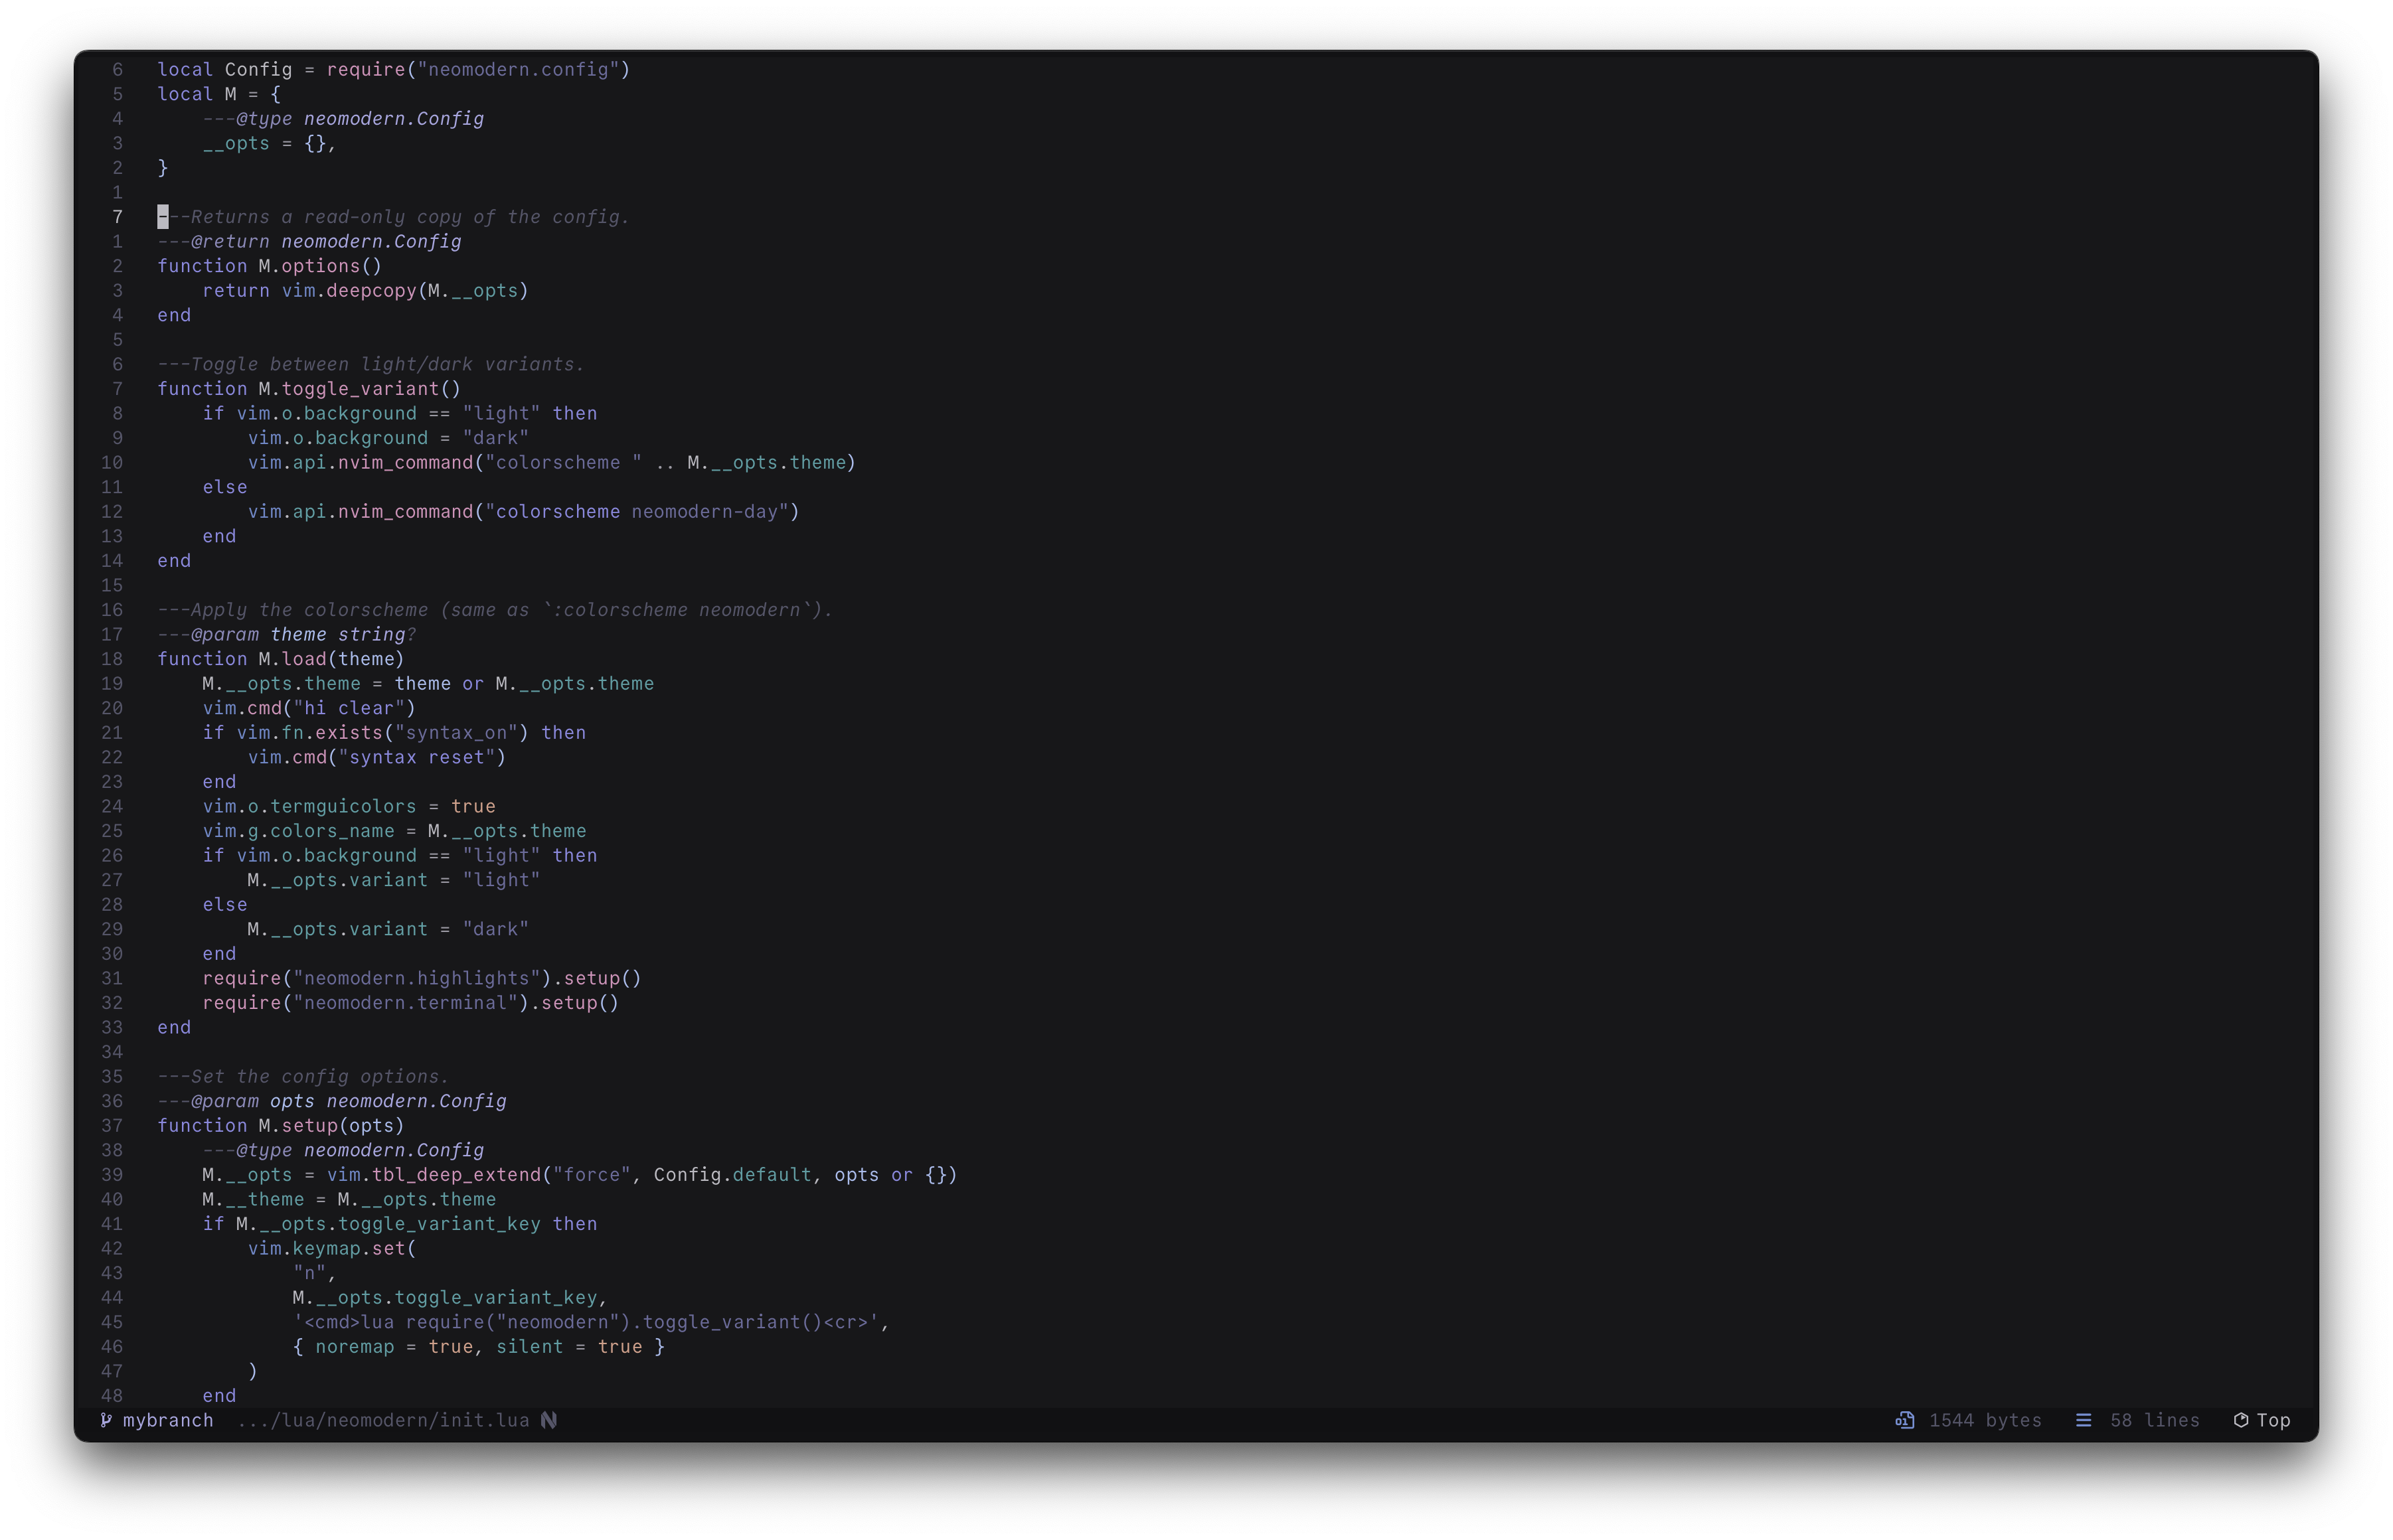 6 local Config = require("neomodern.config")
5 local M = {
4     ---@type neomodern.Config
3     __opts = {},
2 }
1
7 ---Returns a read-only copy of the config.
1 ---@return neomodern.Config
2 function M.options()
3     return vim.deepcopy(M.__opts)
4 end
5
6 ---Toggle between light/dark variants.
7 function M.toggle_variant()
8     if vim.o.background == "light" then
9         vim.o.background = "dark"
10         vim.api.nvim_command("colorscheme " .. M.__opts.theme)
11     else
12         vim.api.nvim_command("colorscheme neomodern-day")
13     end
14 end
15
16 ---Apply the colorscheme (same as `:colorscheme neomodern`).
17 ---@param theme string?
18 function M.load(theme)
19     M.__opts.theme = theme or M.__opts.theme
20     vim.cmd("hi clear")
21     if vim.fn.exists("syntax_on") then
22         vim.cmd("syntax reset")
23     end
24     vim.o.termguicolors = true
25     vim.g.colors_name = M.__opts.theme
26     if vim.o.background == "light" then
27         M.__opts.variant = "light"
28     else
29         M.__opts.variant = "dark"
30     end
31     require("neomodern.highlights").setup()
32     require("neomodern.terminal").setup()
33 end
34
35 ---Set the config options.
36 ---@param opts neomodern.Config
37 function M.setup(opts)
38     ---@type neomodern.Config
39     M.__opts = vim.tbl_deep_extend("force", Config.default, opts or {})
40     M.__theme = M.__opts.theme
41     if M.__opts.toggle_variant_key then
42         vim.keymap.set(
43             "n",
44             M.__opts.toggle_variant_key,
45             '<cmd>lua require("neomodern").toggle_variant()<cr>',
46             { noremap = true, silent = true }
47         )
48     end
mybranch .../lua/neomodern/init.lua 1544 bytes 58 lines Top